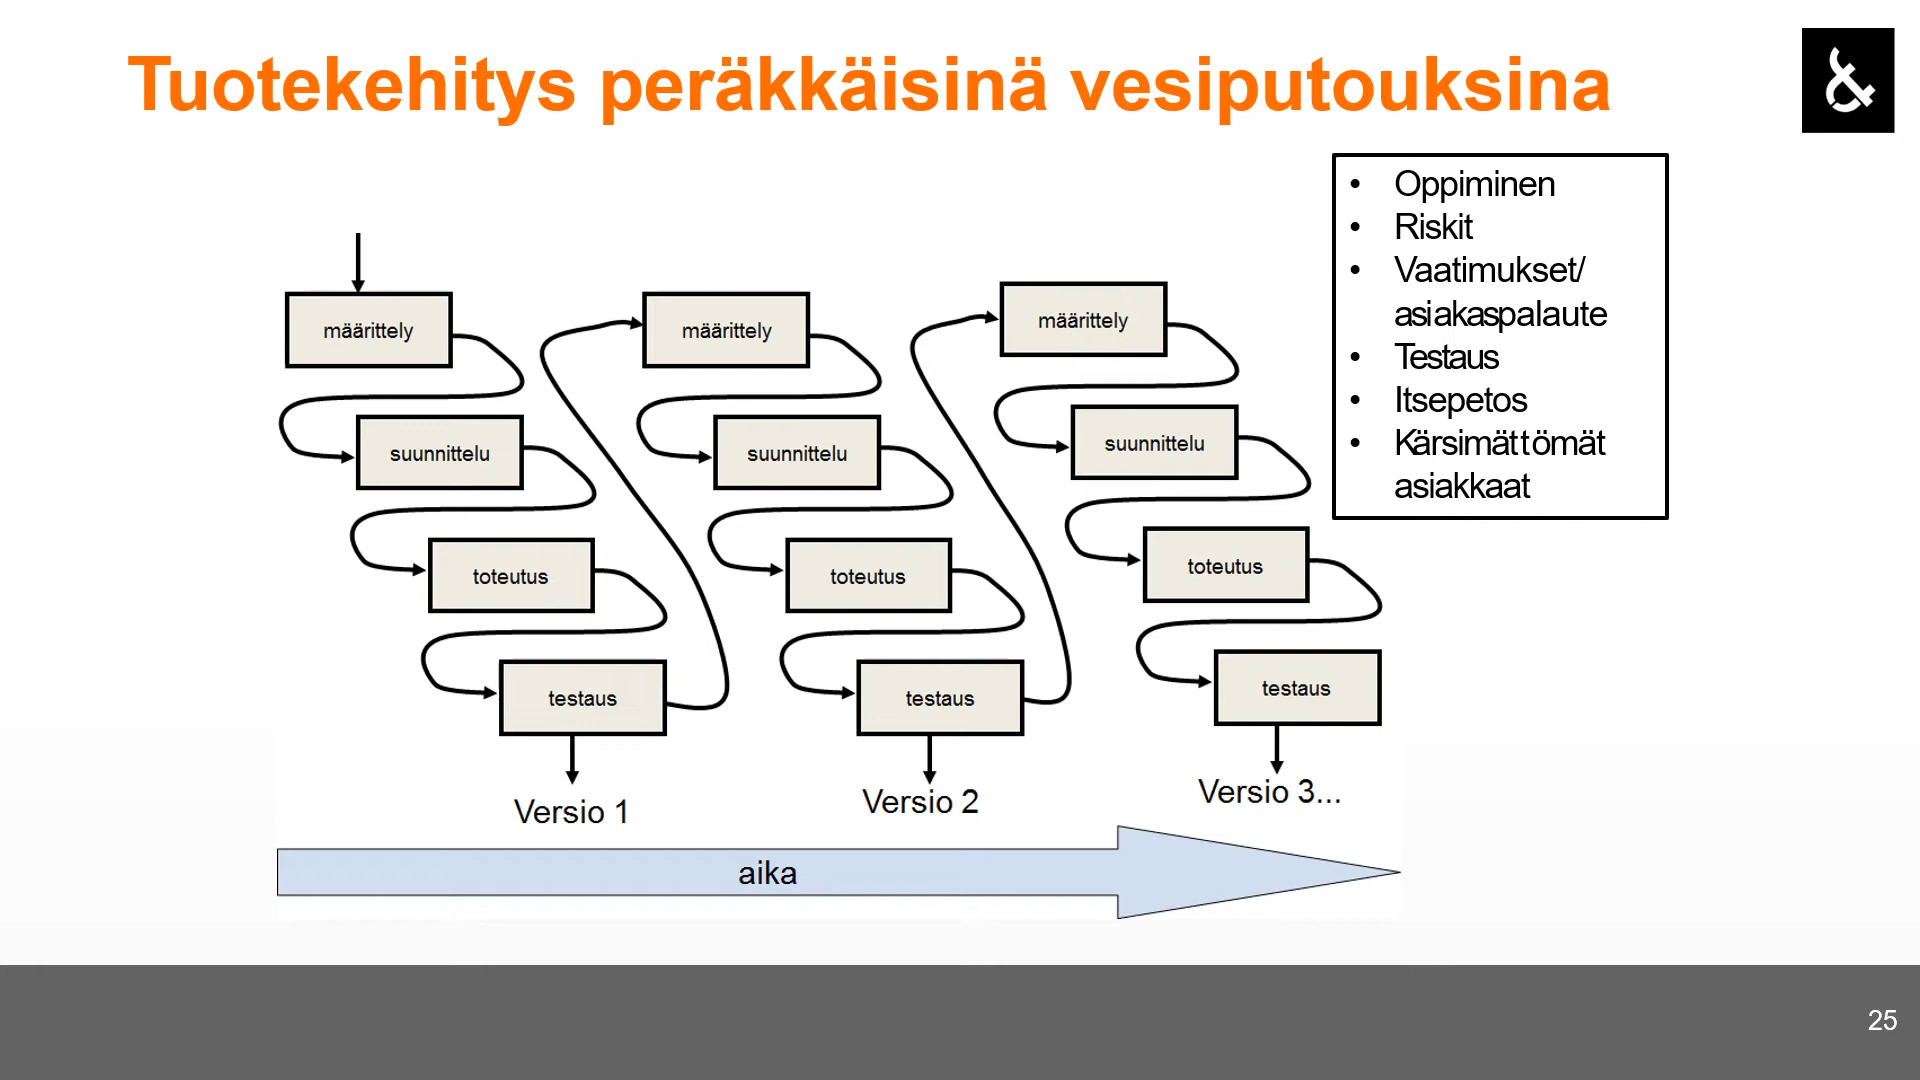 Tuotekehitys peräkkäisinä vesiputouksina
&
• Oppiminen
• Riskit
• Vaatimukset/
asiakaspalaute
• Testaus
• Itsepetos
• Kärsimättömät
asiakkaat
määrittely
suunnittelu
toteutus
testaus
Versio 1
määrittely
suunnittelu
toteutus
testaus
Versio 2
määrittely
suunnittelu
toteutus
testaus
Versio 3...
aika
25